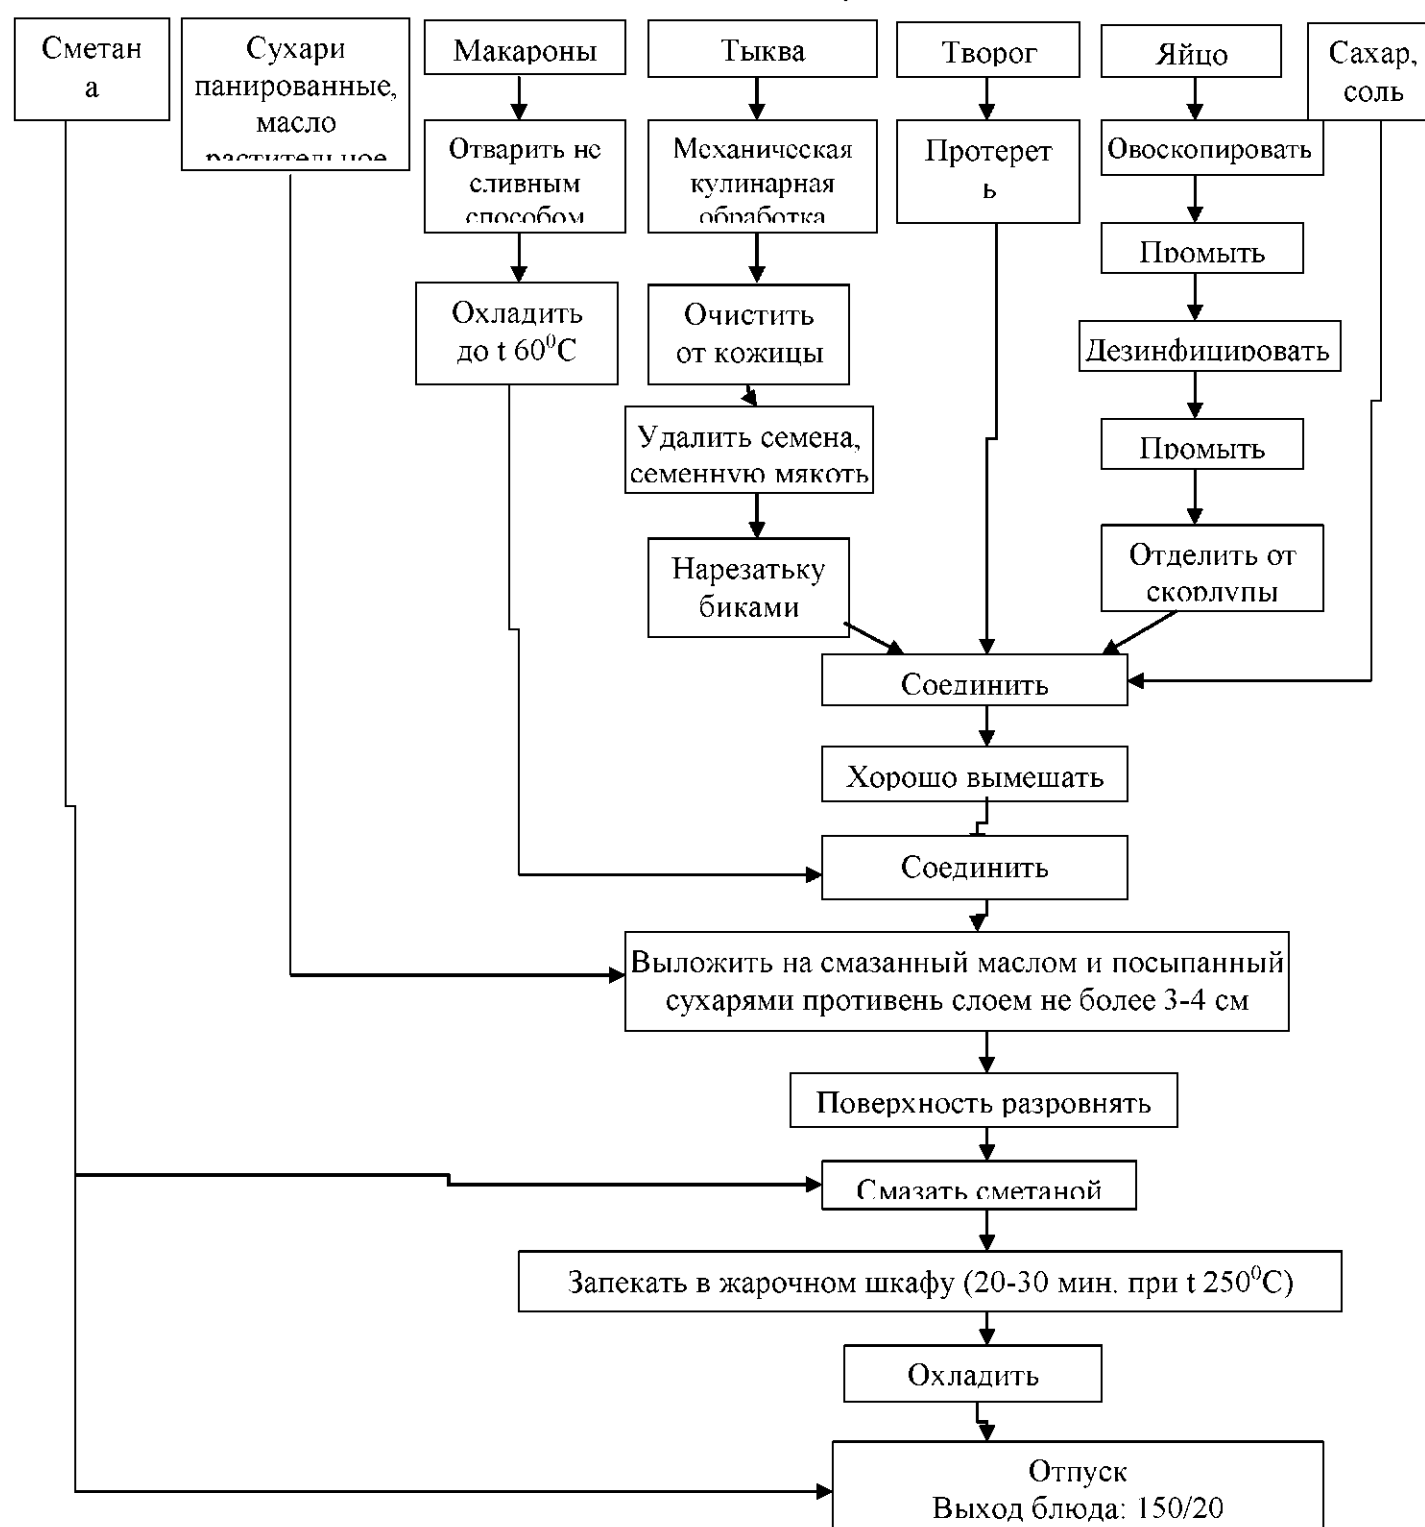 Сметан
а
Сухари
панированные,
масло
растительное
Макароны
Тыква
Творог
Яйцо
Сахар,
соль
Отварить не
сливным
способом
Механическая
кулинарная
обработка
Протерет
ь
Овоскопировать
Промыть
Охладить
до t 60⁰С
Очистить
от кожицы
Дезинфицировать
Удалить семена,
семенную мякоть
Промыть
Нарезатьку
биками
Отделить от
скорлупы
Соединить
Хорошо вымешать
Соединить
Выложить на смазанный маслом и посыпанный
сухарями противень слоем не более 3-4 см
Поверхность разровнять
Смазать сметаной
Запекать в жарочном шкафу (20-30 мин. при t 250⁰С)
Охладить
Отпуск
Выход блюда: 150/20